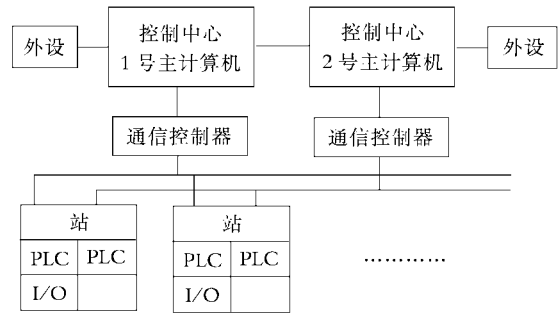 外设
控制中心
1号主计算机
控制中心
2号主计算机
外设
通信控制器
通信控制器
站
PLC PLC
I/O
站
PLC PLC
I/O
…………